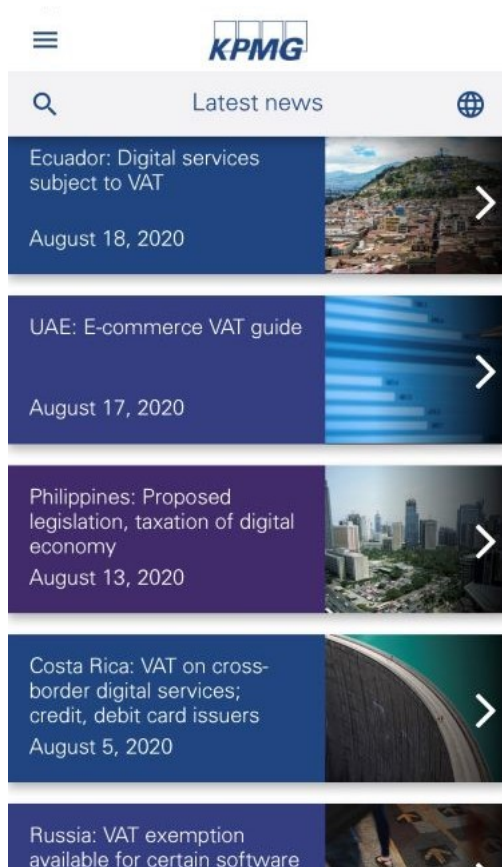 KPMG
Latest news
Ecuador: Digital services
subject to VAT
August 18, 2020
UAE: E-commerce VAT guide
August 17, 2020
Philippines: Proposed
legislation, taxation of digital
economy
August 13, 2020
Costa Rica: VAT on cross-
border digital services;
credit, debit card issuers
August 5, 2020
Russia: VAT exemption
available for certain software